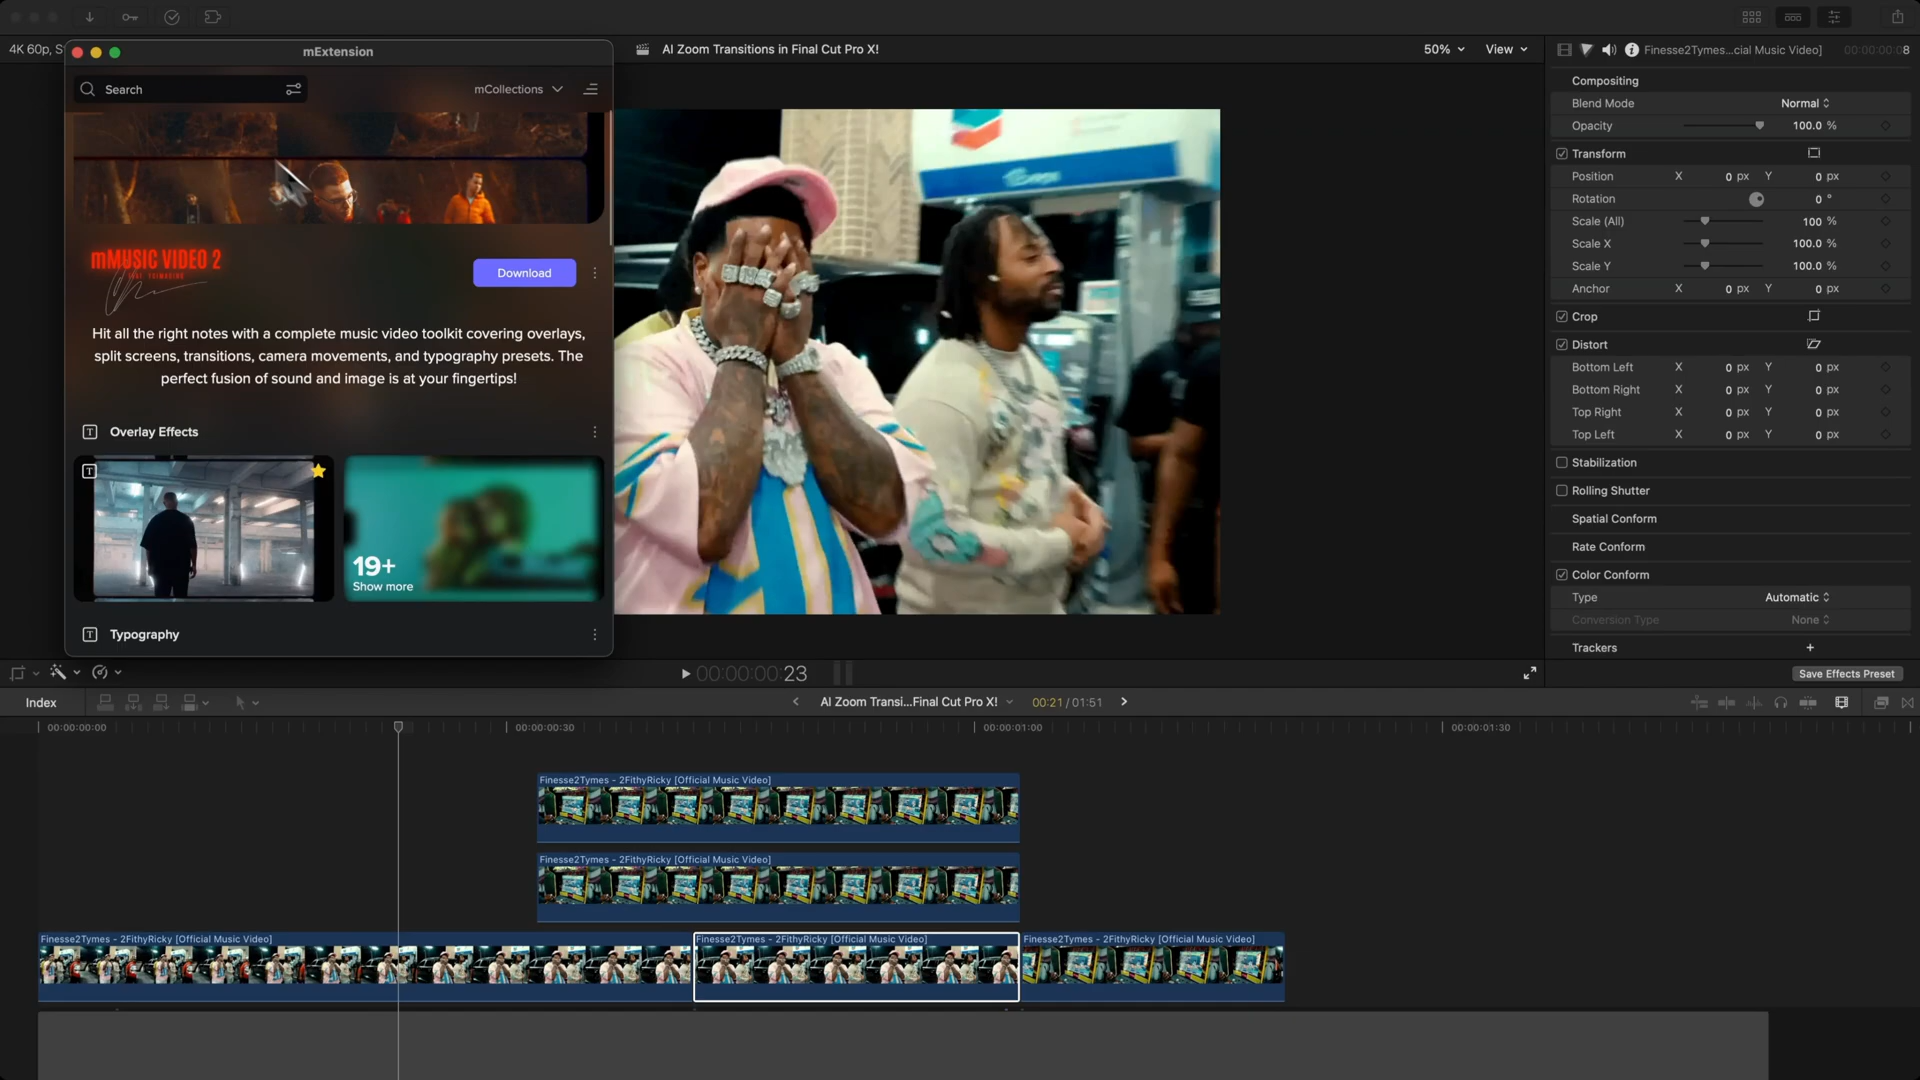 4K 60p, S
mExtension
AI Zoom Transitions in Final Cut Pro X!
50%
View
Finesse2Tymes...cial Music Video]
00:00:00:08
Search
mCollections
mMUSIC VIDEO 2
Download
Hit all the right notes with a complete music video toolkit covering overlays,
split screens, transitions, camera movements, and typography presets. The
perfect fusion of sound and image is at your fingertips!
Overlay Effects
19+
Show more
Typography
Compositing
Blend Mode Normal
Opacity 100.0 %
Transform
Position X 0 px Y 0 px
Rotation 0 °
Scale (All) 100 %
Scale X 100.0 %
Scale Y 100.0 %
Anchor X 0 px Y 0 px
Crop
Distort
Bottom Left X 0 px Y 0 px
Bottom Right X 0 px Y 0 px
Top Right X 0 px Y 0 px
Top Left X 0 px Y 0 px
Stabilization
Rolling Shutter
Spatial Conform
Rate Conform
Color Conform
Type Automatic
Conversion Type None
Trackers +
Save Effects Preset
00:00:00:23
Index
AI Zoom Transi...Final Cut Pro X!
00:21 / 01:51
00:00:00:00
00:00:00:30
00:00:01:00
00:00:01:30
Finesse2Tymes - 2FithyRicky [Official Music Video]
Finesse2Tymes - 2FithyRicky [Official Music Video]
Finesse2Tymes - 2FithyRicky [Official Music Video]
Finesse2Tymes - 2FithyRicky [Official Music Video]
Finesse2Tymes - 2FithyRicky [Official Music Video]